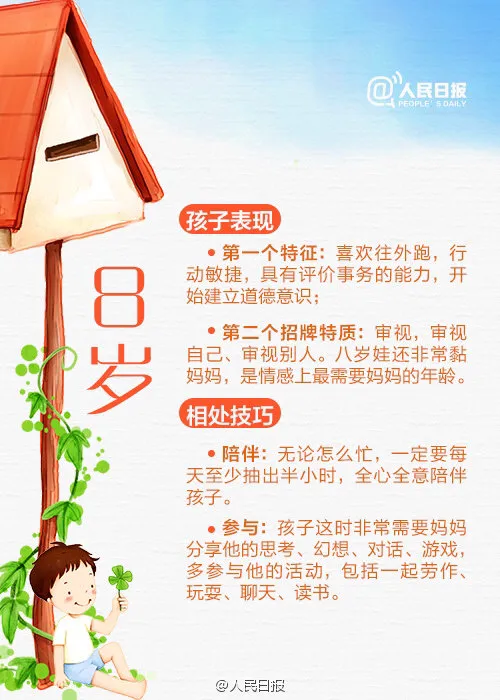 @人民日报
PEOPLE'S DAILY
8岁
孩子表现
• 第一个特征：喜欢往外跑，行
动敏捷，具有评价事务的能力，开
始建立道德意识；
• 第二个招牌特质：审视，审视
自己、审视别人。八岁娃还非常黏
妈妈，是情感上最需要妈妈的年龄。
相处技巧
• 陪伴：无论怎么忙，一定要每
天至少抽出半小时，全心全意陪伴
孩子。
• 参与：孩子这时非常需要妈妈
分享他的思考、幻想、对话、游戏，
多参与他的活动，包括一起劳作、
玩耍、聊天、读书。
@人民日报